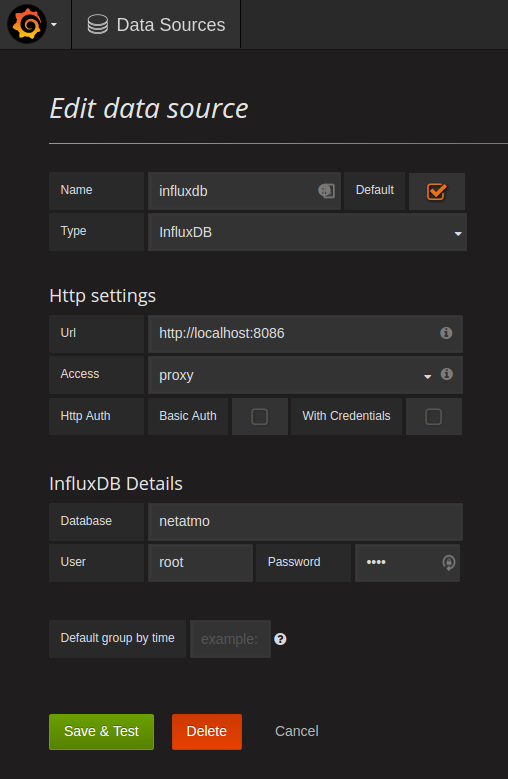 Data Sources
Edit data source
Name influxdb Default
Type InfluxDB
Http settings
Url http://localhost:8086
Access proxy
Http Auth Basic Auth With Credentials
InfluxDB Details
Database netatmo
User root Password ••••
Default group by time example:
Save & Test Delete Cancel